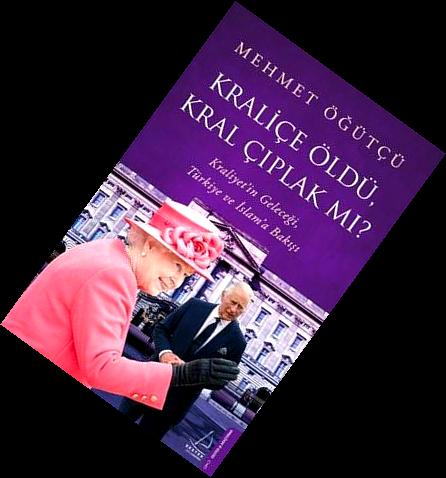 MEHMET ÖĞÜTÇÜ
KRALİÇE ÖLDÜ,
KRAL ÇIPLAK MI?
Kraliyet'in Geleceği,
Türkiye ve İslam'a Bakışı